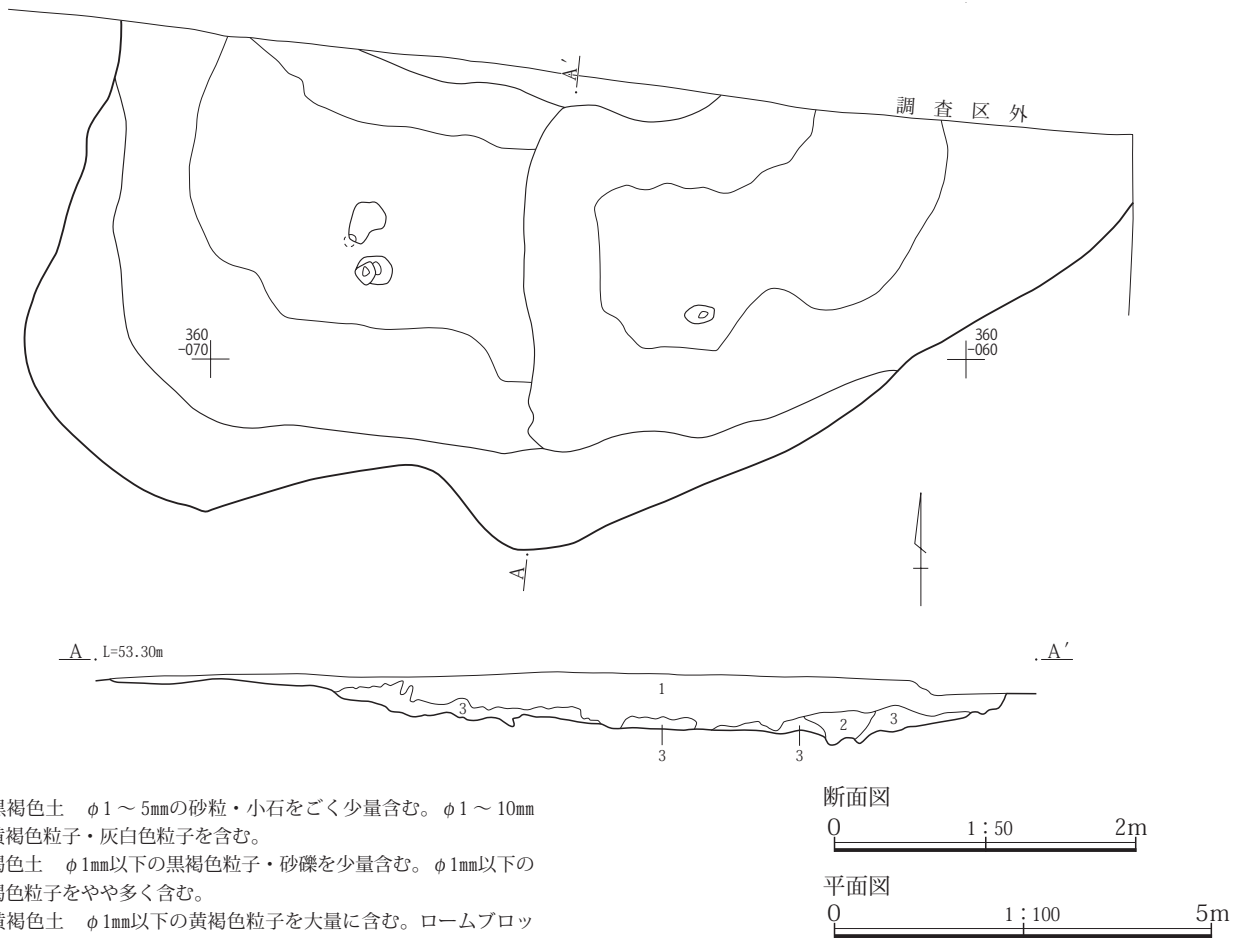 A′
調査区外
360
-070
360
-060
A
A L=53.30m A′
1
3
2
3
3
3
黒褐色土 φ1～5mmの砂粒・小石をごく少量含む。φ1～10mm
黄褐色粒子・灰白色粒子を含む。
褐色土 φ1mm以下の黒褐色粒子・砂礫を少量含む。φ1mm以下の
褐色粒子をやや多く含む。
黄褐色土 φ1mm以下の黄褐色粒子を大量に含む。ロームブロッ
断面図
0 1：50 2m
平面図
0 1：100 5m